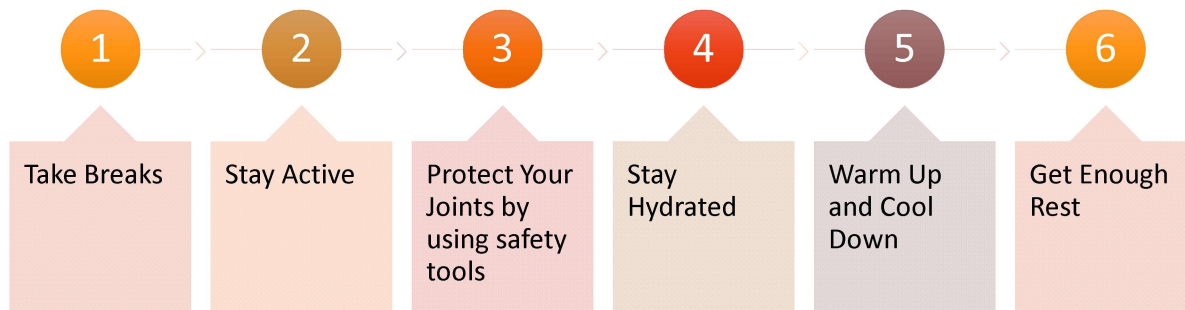 1
2
3
4
5
6
Take Breaks
Stay Active
Protect Your
Joints by
using safety
tools
Stay
Hydrated
Warm Up
and Cool
Down
Get Enough
Rest